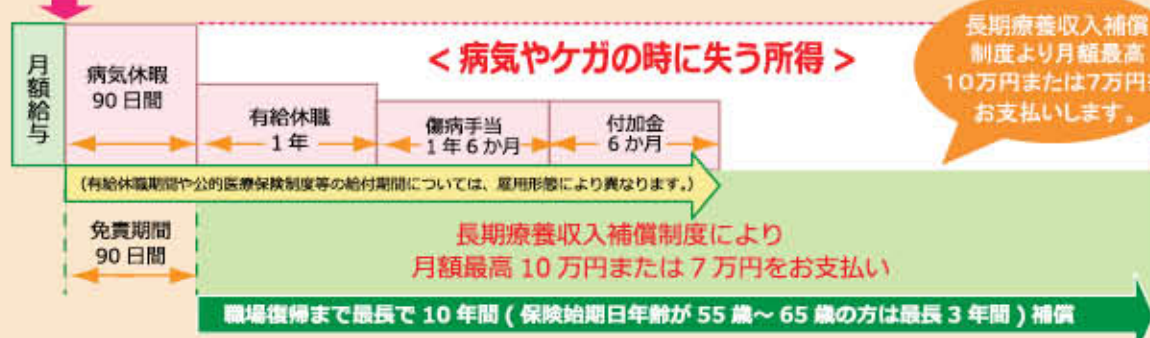 月額給与
病気休暇
90日間
有給休職
1年
傷病手当
1年6か月
付加金
6か月
<病気やケガの時に失う所得>
長期療養収入補償
制度より月額最高
10万円または7万円を
お支払いします。
(有給休職期間や公的医療保険制度等の給付期間については、雇用形態により異なります。)
免責期間
90日間
長期療養収入補償制度により
月額最高10万円または7万円をお支払い
職場復帰まで最長で10年間(保険始期日年齢が55歳~65歳の方は最長3年間)補償